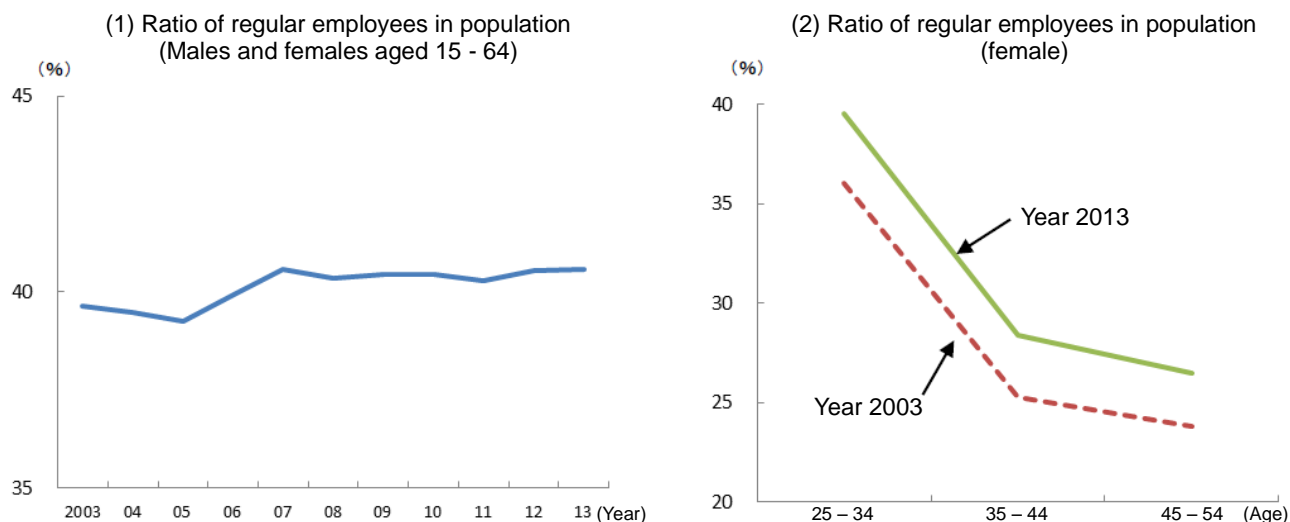 (1) Ratio of regular employees in population
(Males and females aged 15 - 64)
(%)
45
40
35
2003 04 05 06 07 08 09 10 11 12 13 (Year)
(2) Ratio of regular employees in population
(female)
(%)
40
35
30
25
20
Year 2013
Year 2003
25 – 34 35 – 44 45 – 54 (Age)